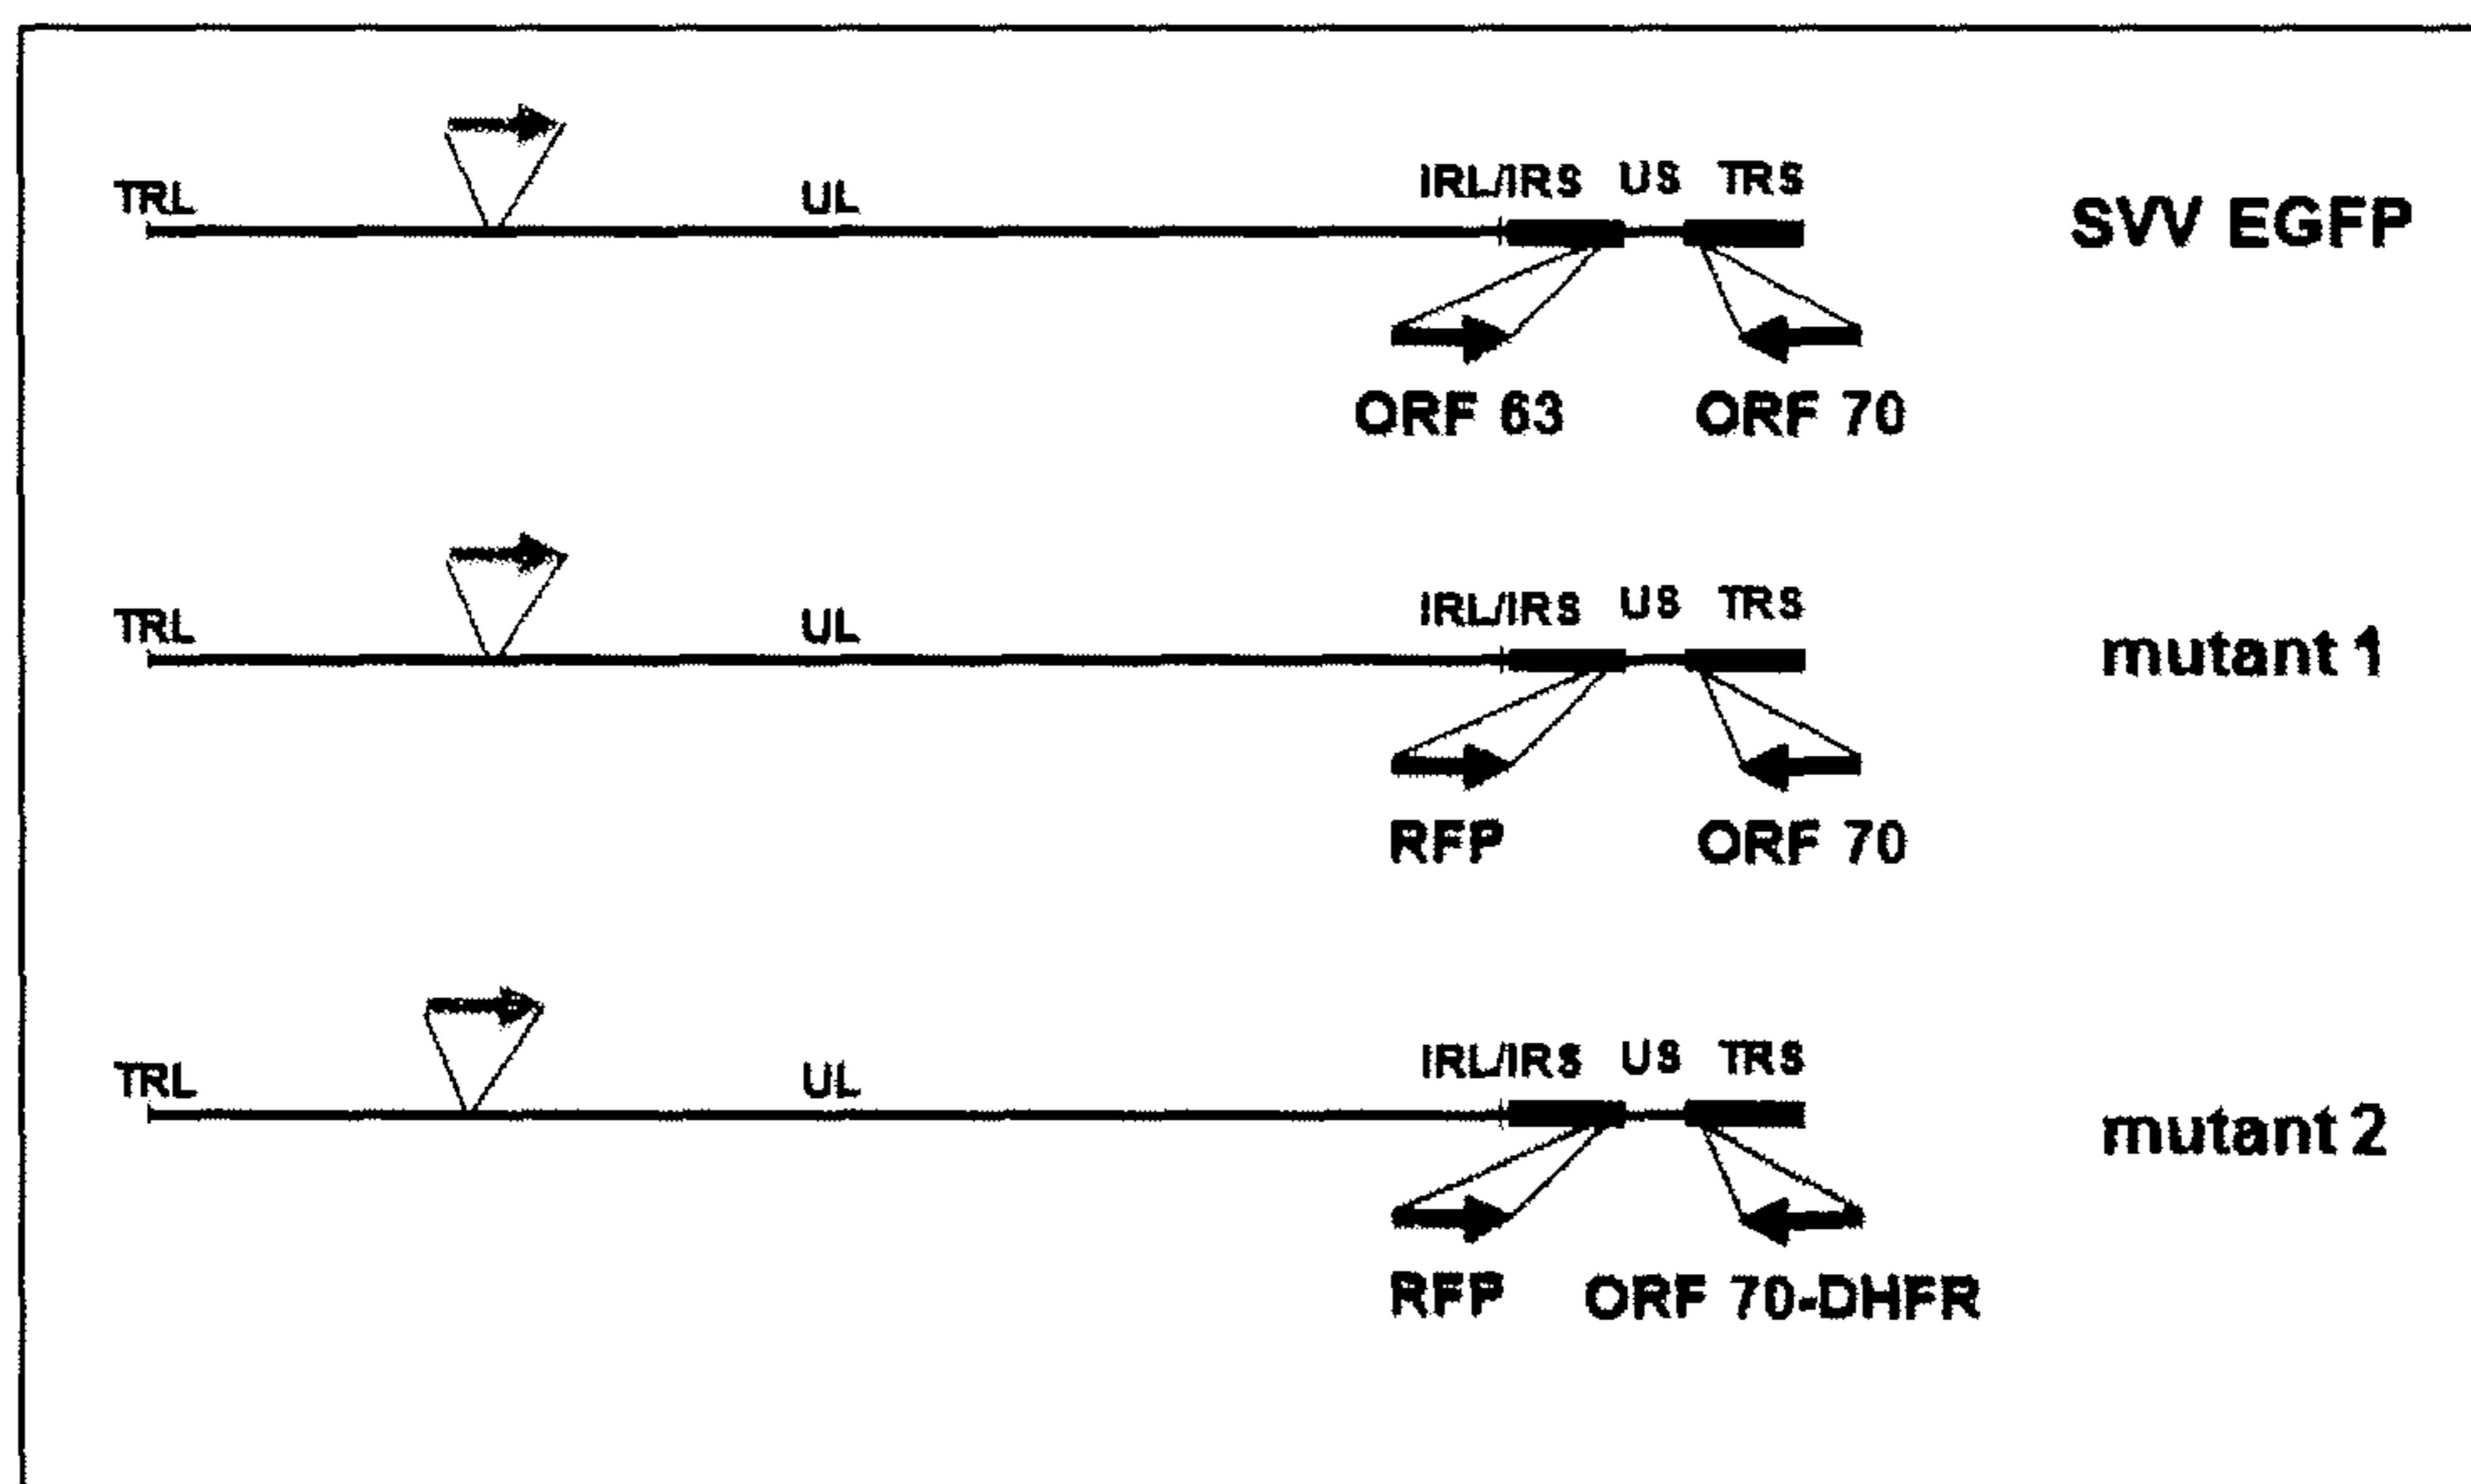 TRL UL IRL/IRS US TRS SVV EGFP
ORF 63 ORF 70
TRL UL IRL/IRS US TRS mutant 1
RFP ORF 70
TRL UL IRL/IRS US TRS mutant 2
RFP ORF 70-DHFR